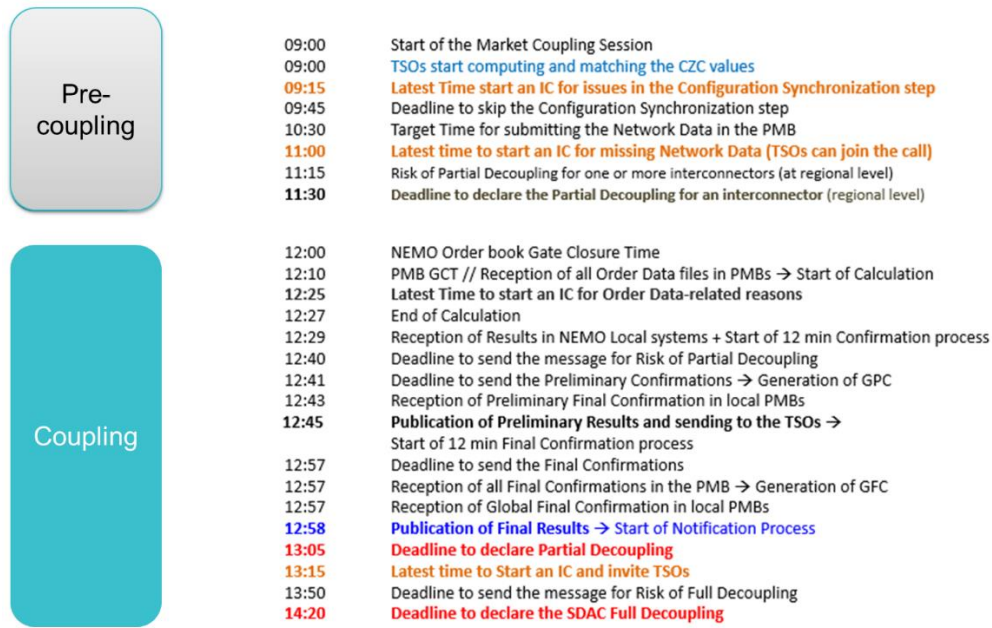 Pre-
coupling
09:00 Start of the Market Coupling Session
09:00 TSOs start computing and matching the CZC values
09:15 Latest Time start an IC for issues in the Configuration Synchronization step
09:45 Deadline to skip the Configuration Synchronization step
10:30 Target Time for submitting the Network Data in the PMB
11:00 Latest time to start an IC for missing Network Data (TSOs can join the call)
11:15 Risk of Partial Decoupling for one or more interconnectors (at regional level)
11:30 Deadline to declare the Partial Decoupling for an interconnector (regional level)
Coupling
12:00 NEMO Order book Gate Closure Time
12:10 PMB GCT // Reception of all Order Data files in PMBs → Start of Calculation
12:25 Latest Time to start an IC for Order Data-related reasons
12:27 End of Calculation
12:29 Reception of Results in NEMO Local systems + Start of 12 min Confirmation process
12:40 Deadline to send the message for Risk of Partial Decoupling
12:41 Deadline to send the Preliminary Confirmations → Generation of GPC
12:43 Reception of Preliminary Final Confirmation in local PMBs
12:45 Publication of Preliminary Results and sending to the TSOs →
Start of 12 min Final Confirmation process
12:57 Deadline to send the Final Confirmations
12:57 Reception of all Final Confirmations in the PMB → Generation of GFC
12:57 Reception of Global Final Confirmation in local PMBs
12:58 Publication of Final Results → Start of Notification Process
13:05 Deadline to declare Partial Decoupling
13:15 Latest time to Start an IC and invite TSOs
13:50 Deadline to send the message for Risk of Full Decoupling
14:20 Deadline to declare the SDAC Full Decoupling